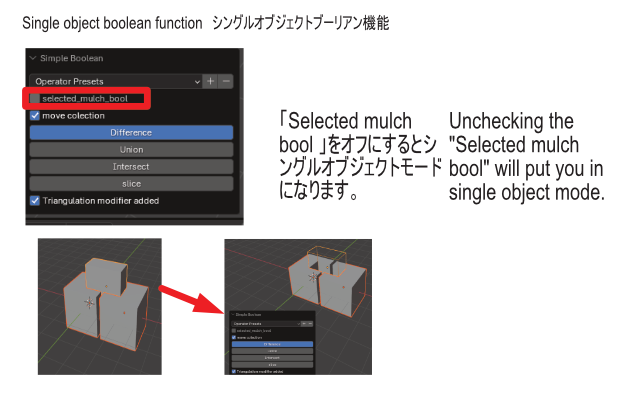 Single object boolean function シングルオブジェクトブーリアン機能
Simple Boolean
Operator Presets
selected_mulch_bool
move colection
Difference
Union
Intersect
slice
Triangulation modifier added
「Selected mulch
bool 」をオフにするとシ
ングルオブジェクトモード
になります。
Unchecking the
"Selected mulch
bool" will put you in
single object mode.
Simple Boolean
Operator Presets
selected_mulch_bool
move colection
Difference
Union
Intersect
slice
Triangulation modifier added